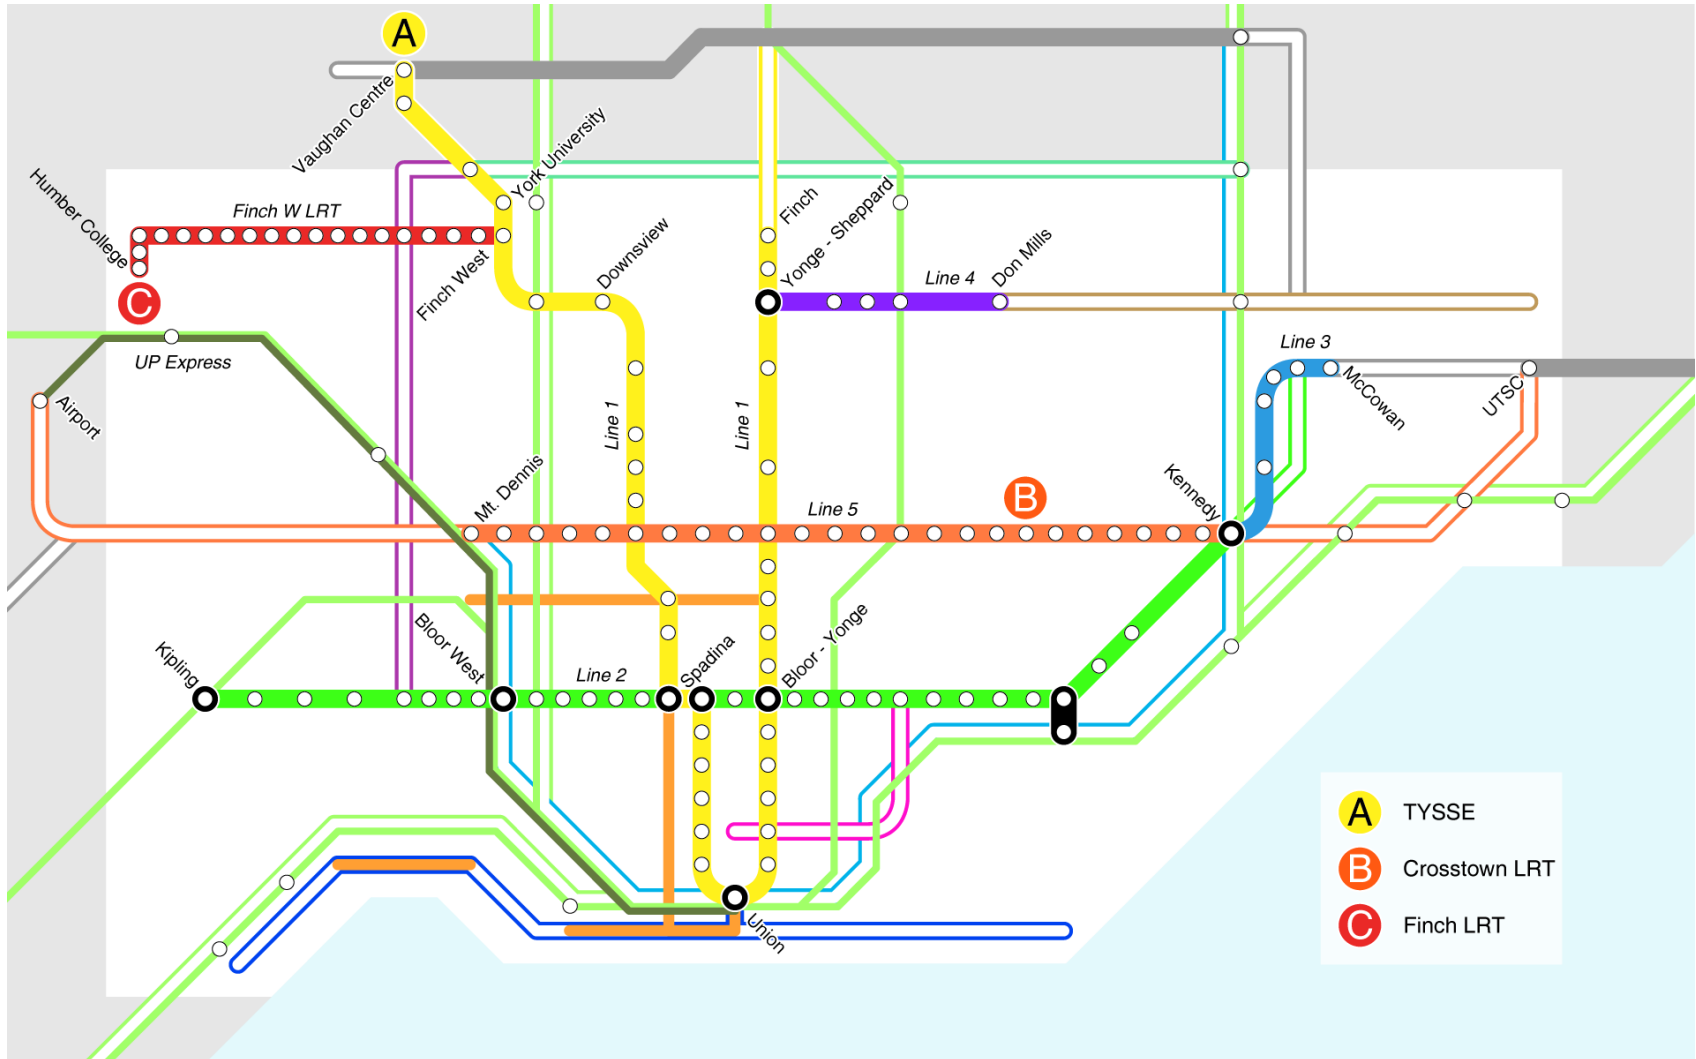 A
Vaughan Centre
York University
Humber College
Finch W LRT
Finch
Yonge - Sheppard
Finch West
Downsview
Line 4
Don Mills
C
UP Express
Line 3
Airport
Line 1
Line 1
McCowan
UTSC
Mt. Dennis
Line 5
B
Kennedy
Kipling
Bloor West
Line 2
Spadina
Bloor - Yonge
Union
A TYSSE
B Crosstown LRT
C Finch LRT